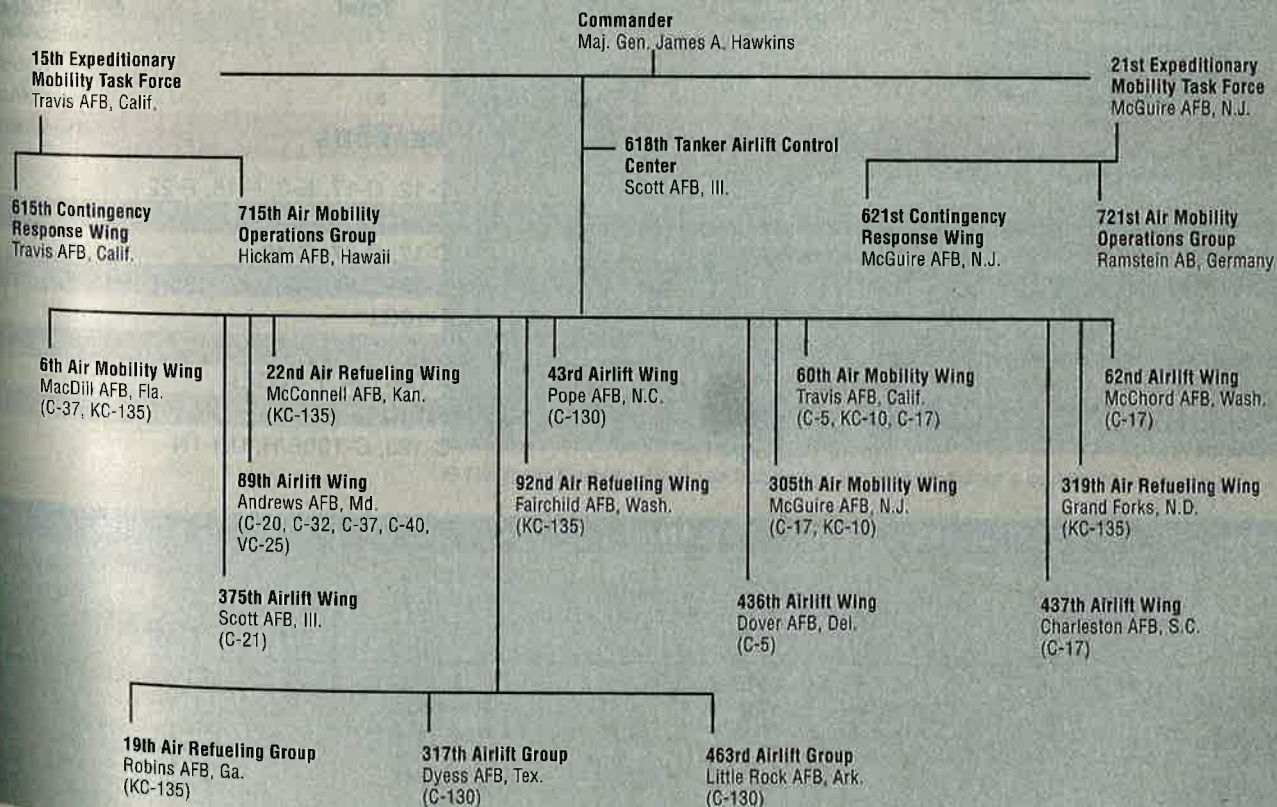 Commander
Maj. Gen. James A. Hawkins
15th Expeditionary
Mobility Task Force
Travis AFB, Calif.
21st Expeditionary
Mobility Task Force
McGuire AFB, N.J.
618th Tanker Airlift Control
Center
Scott AFB, Ill.
615th Contingency
Response Wing
Travis AFB, Calif.
715th Air Mobility
Operations Group
Hickam AFB, Hawaii
621st Contingency
Response Wing
McGuire AFB, N.J.
721st Air Mobility
Operations Group
Ramstein AB, Germany
6th Air Mobility Wing
MacDill AFB, Fla.
(C-37, KC-135)
22nd Air Refueling Wing
McConnell AFB, Kan.
(KC-135)
43rd Airlift Wing
Pope AFB, N.C.
(C-130)
60th Air Mobility Wing
Travis AFB, Calif.
(C-5, KC-10, C-17)
62nd Airlift Wing
McChord AFB, Wash.
(C-17)
89th Airlift Wing
Andrews AFB, Md.
(C-20, C-32, C-37, C-40,
VC-25)
92nd Air Refueling Wing
Fairchild AFB, Wash.
(KC-135)
305th Air Mobility Wing
McGuire AFB, N.J.
(C-17, KC-10)
319th Air Refueling Wing
Grand Forks, N.D.
(KC-135)
375th Airlift Wing
Scott AFB, Ill.
(C-21)
436th Airlift Wing
Dover AFB, Del.
(C-5)
437th Airlift Wing
Charleston AFB, S.C.
(C-17)
19th Air Refueling Group
Robins AFB, Ga.
(KC-135)
317th Airlift Group
Dyess AFB, Tex.
(C-130)
463rd Airlift Group
Little Rock AFB, Ark.
(C-130)